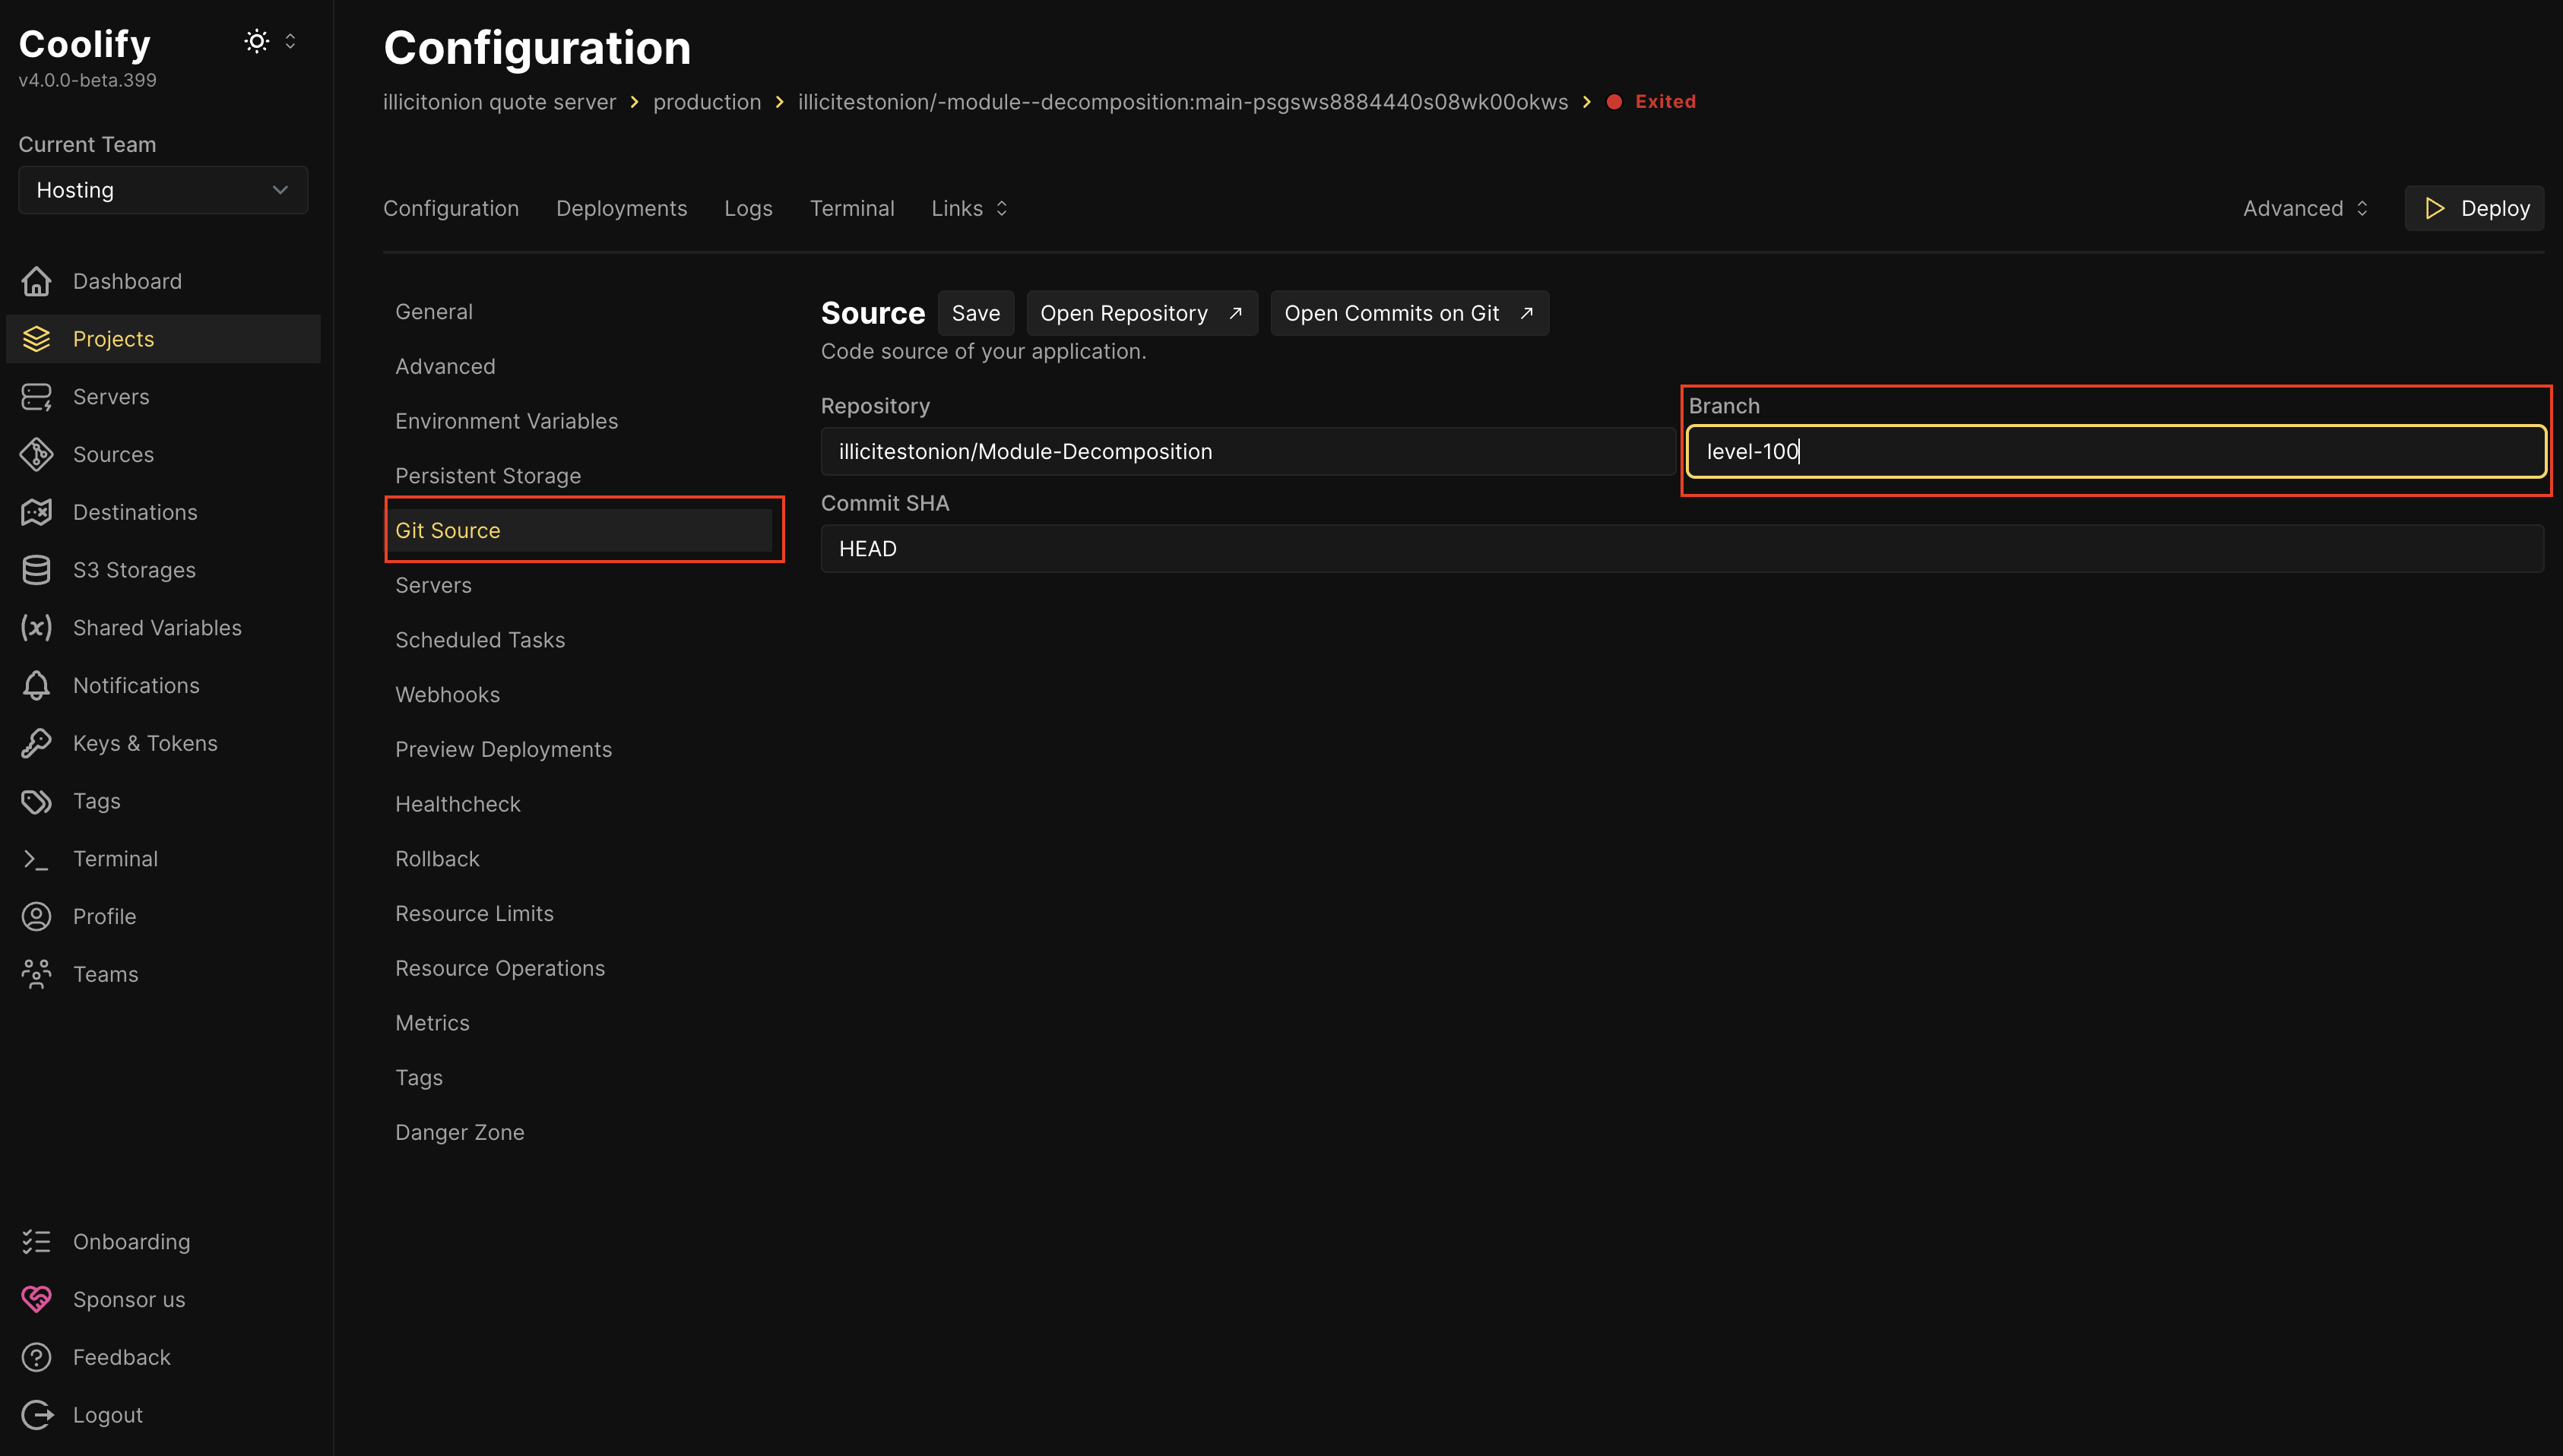 Coolify
v4.0.0-beta.399
Current Team
Hosting
Dashboard
Projects
Servers
Sources
Destinations
S3 Storages
Shared Variables
Notifications
Keys & Tokens
Tags
Terminal
Profile
Teams
Onboarding
Sponsor us
Feedback
Logout
Configuration
illicitonion quote server > production > illicitestonion/-module--decomposition:main-psgsws8884440s08wk00okws > Exited
Configuration Deployments Logs Terminal Links Advanced Deploy
General
Advanced
Environment Variables
Persistent Storage
Git Source
Servers
Scheduled Tasks
Webhooks
Preview Deployments
Healthcheck
Rollback
Resource Limits
Resource Operations
Metrics
Tags
Danger Zone
Source Save Open Repository Open Commits on Git
Code source of your application.
Repository Branch
illicitestonion/Module-Decomposition level-100
Commit SHA
HEAD